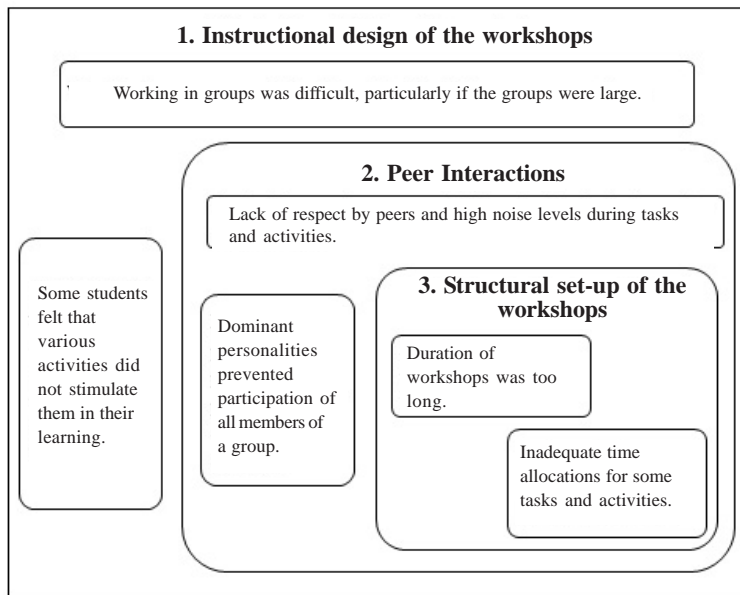 1. Instructional design of the workshops
Working in groups was difficult, particularly if the groups were large.
2. Peer Interactions
Lack of respect by peers and high noise levels during tasks
and activities.
Some students
felt that
various
activities did
not stimulate
them in their
learning.
Dominant
personalities
prevented
participation of
all members of
a group.
3. Structural set-up of the
workshops
Duration of
workshops was too
long.
Inadequate time
allocations for some
tasks and activities.